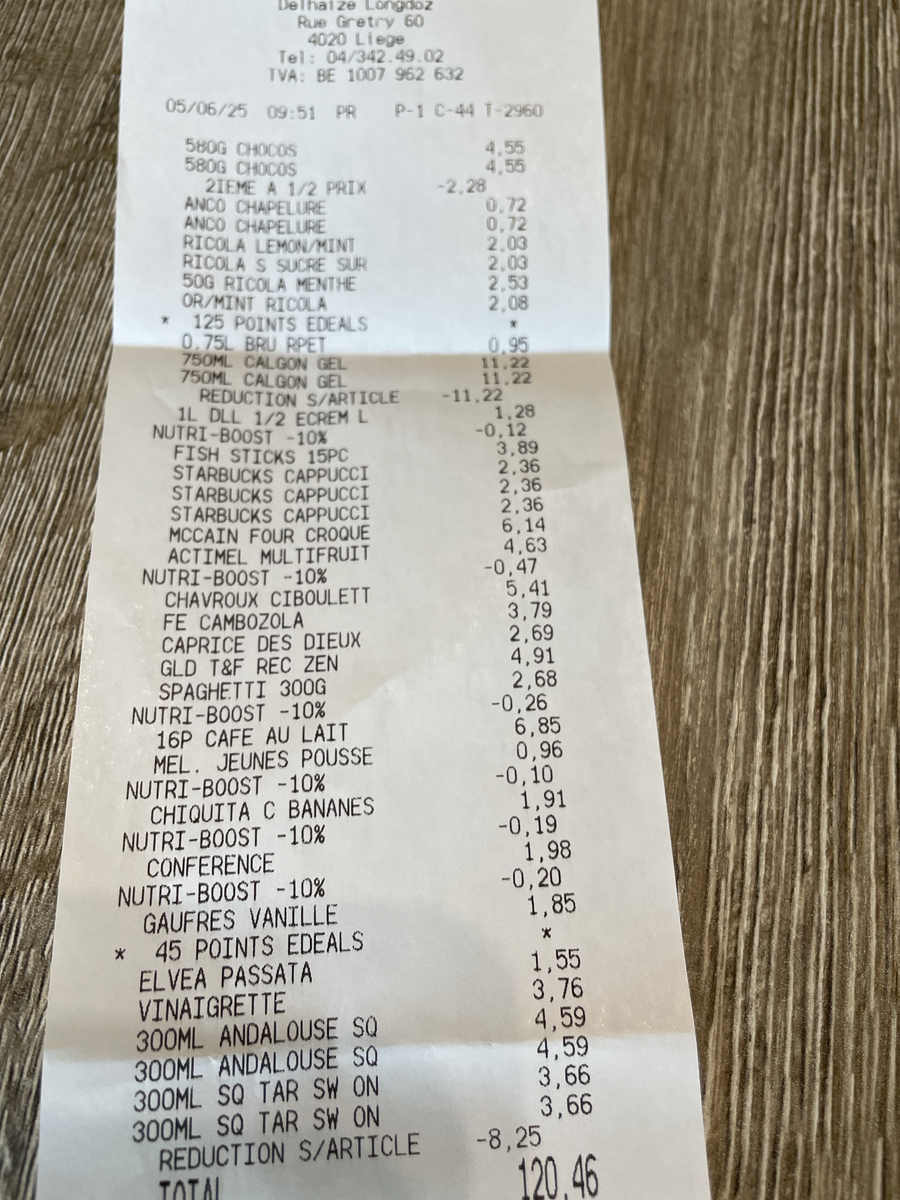 Delhaize Longdoz
Rue Gretry 60
4020 Liege
Tel: 04/342.49.02
TVA: BE 1007 962 632
05/06/25 09:51 PR P-1 C-44 T-2960
580G CHOCOS 4,55
580G CHOCOS 4,55
2IEME A 1/2 PRIX -2,28
ANCO CHAPELURE 0,72
ANCO CHAPELURE 0,72
RICOLA LEMON/MINT 2,03
RICOLA S SUCRE SUR 2,03
50G RICOLA MENTHE 2,53
OR/MINT RICOLA 2,08
* 125 POINTS EDEALS *
0.75L BRU RPET 0,95
750ML CALGON GEL 11,22
750ML CALGON GEL 11,22
REDUCTION S/ARTICLE -11,22
1L DLL 1/2 ECREM L 1,28
NUTRI-BOOST -10% -0,12
FISH STICKS 15PC 3,89
STARBUCKS CAPPUCCI 2,36
STARBUCKS CAPPUCCI 2,36
STARBUCKS CAPPUCCI 2,36
MCCAIN FOUR CROQUE 6,14
ACTIMEL MULTIFRUIT 4,63
NUTRI-BOOST -10% -0,47
CHAVROUX CIBOULETT 5,41
FE CAMBOZOLA 3,79
CAPRICE DES DIEUX 2,69
GLD T&F REC ZEN 4,91
SPAGHETTI 300G 2,68
NUTRI-BOOST -10% -0,26
16P CAFE AU LAIT 6,85
MEL. JEUNES POUSSE 0,96
NUTRI-BOOST -10% -0,10
CHIQUITA C BANANES 1,91
NUTRI-BOOST -10% -0,19
CONFERENCE 1,98
NUTRI-BOOST -10% -0,20
GAUFRES VANILLE 1,85
* 45 POINTS EDEALS *
ELVEA PASSATA 1,55
VINAIGRETTE 3,76
300ML ANDALOUSE SQ 4,59
300ML ANDALOUSE SQ 4,59
300ML SQ TAR SW ON 3,66
300ML SQ TAR SW ON 3,66
REDUCTION S/ARTICLE -8,25
TOTAL 120,46